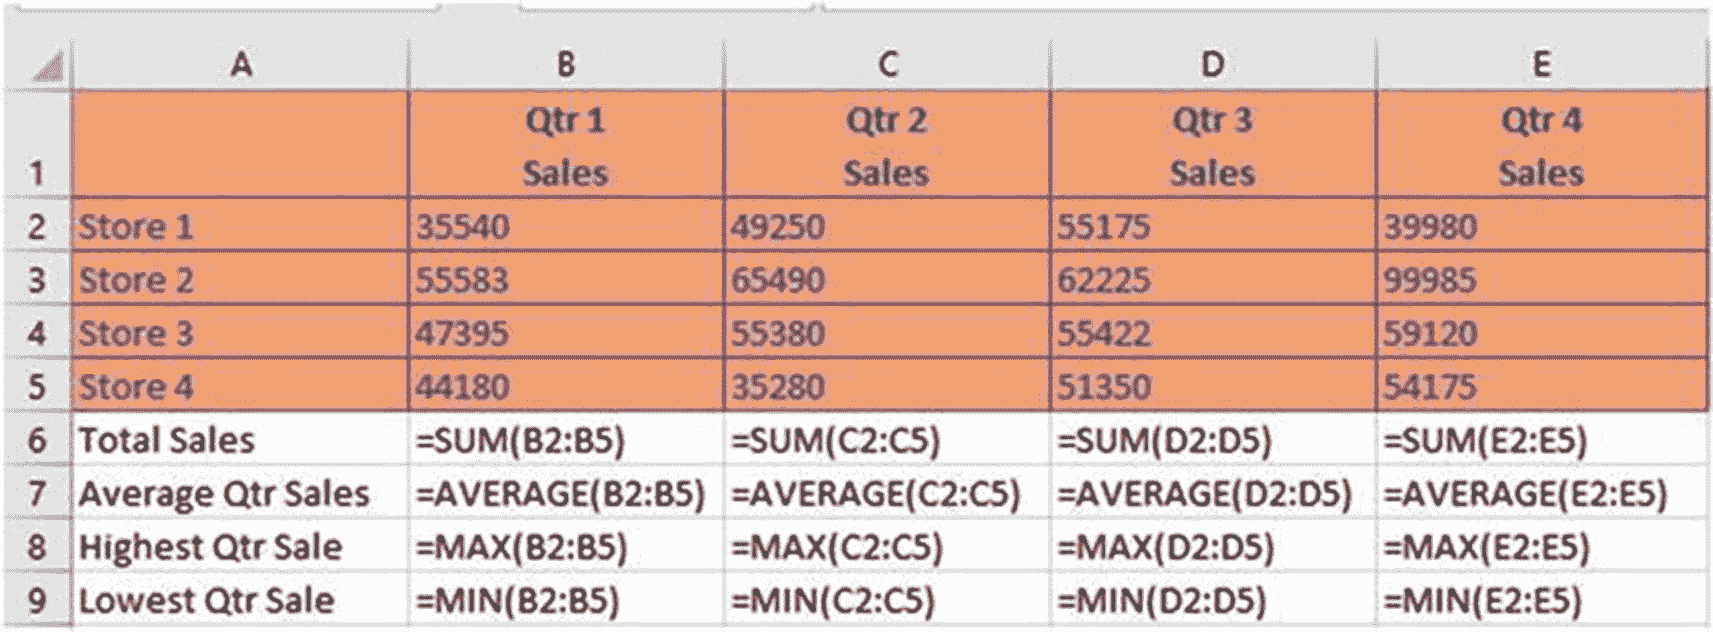 A B C D E
Qtr 1 Qtr 2 Qtr 3 Qtr 4
1 Sales Sales Sales Sales
2 Store 1 35540 49250 55175 39980
3 Store 2 55583 65490 62225 99985
4 Store 3 47395 55380 55422 59120
5 Store 4 44180 35280 51350 54175
6 Total Sales =SUM(B2:B5) =SUM(C2:C5) =SUM(D2:D5) =SUM(E2:E5)
7 Average Qtr Sales =AVERAGE(B2:B5) =AVERAGE(C2:C5) =AVERAGE(D2:D5) =AVERAGE(E2:E5)
8 Highest Qtr Sale =MAX(B2:B5) =MAX(C2:C5) =MAX(D2:D5) =MAX(E2:E5)
9 Lowest Qtr Sale =MIN(B2:B5) =MIN(C2:C5) =MIN(D2:D5) =MIN(E2:E5)